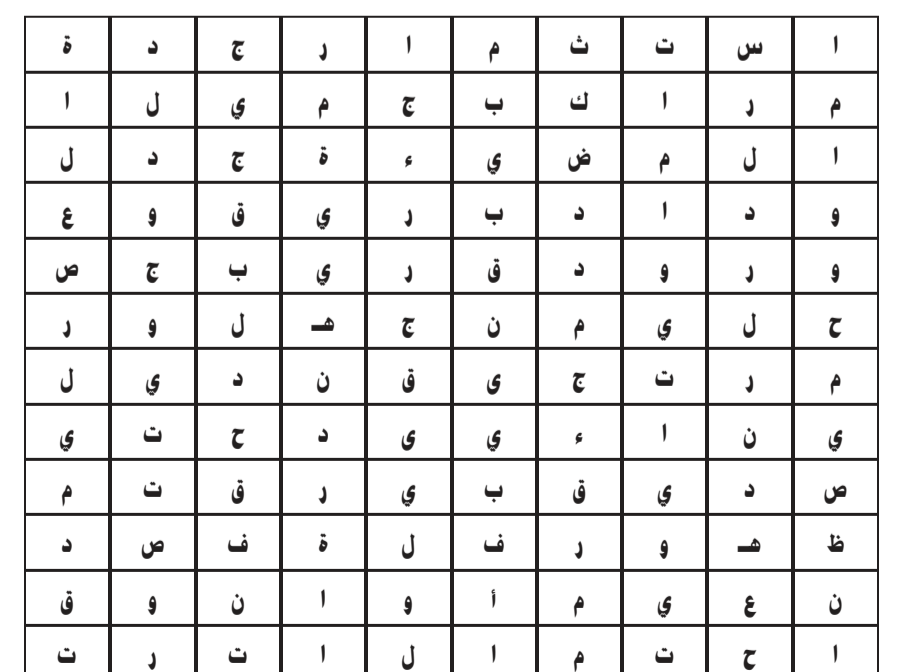 ا س ت ث م ا ر ج د ة
م ر ا ك ب ج م ي ل ا
ا ل م ض ي ء ة ج د ل
و د ا د ب ر ي ق و ع
و ر و د ق ر ي ب ج ص
ح ل ي م ن ج هـ ل و ر
م ر ت ج ى ق ن د ي ل
ي ن ا ء ي ى د ح ت ي
ص د ي ق ب ي ر ق ت م
ظ هـ و ر ف ل ة ف ص د
ن ع ي م أ و ا ن و ق
ا ح ت م ا ل ا ت ر ت